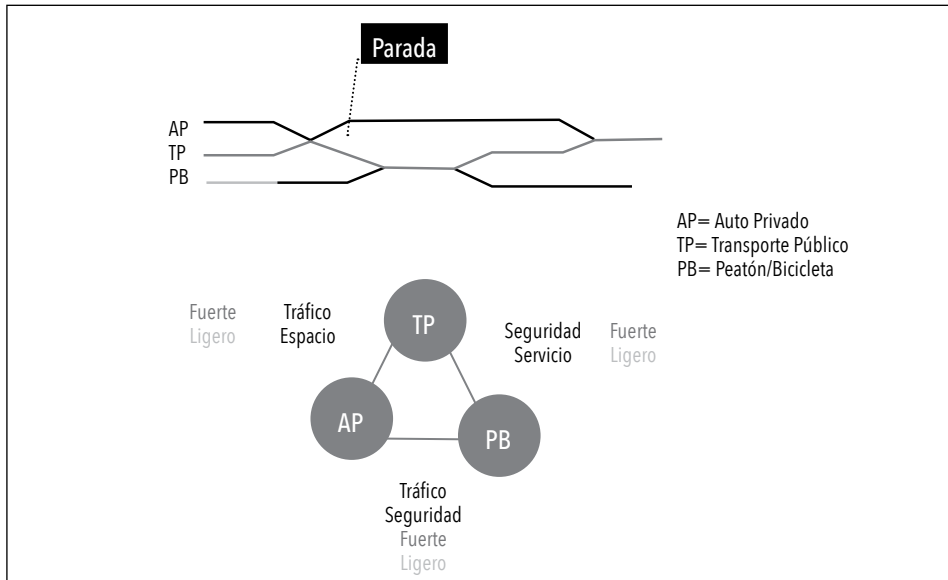 Parada
AP
TP
PB
AP= Auto Privado
TP= Transporte Público
PB= Peatón/Bicicleta
Fuerte
Ligero
Tráfico
Espacio
TP
Seguridad
Servicio
Fuerte
Ligero
AP
PB
Tráfico
Seguridad
Fuerte
Ligero